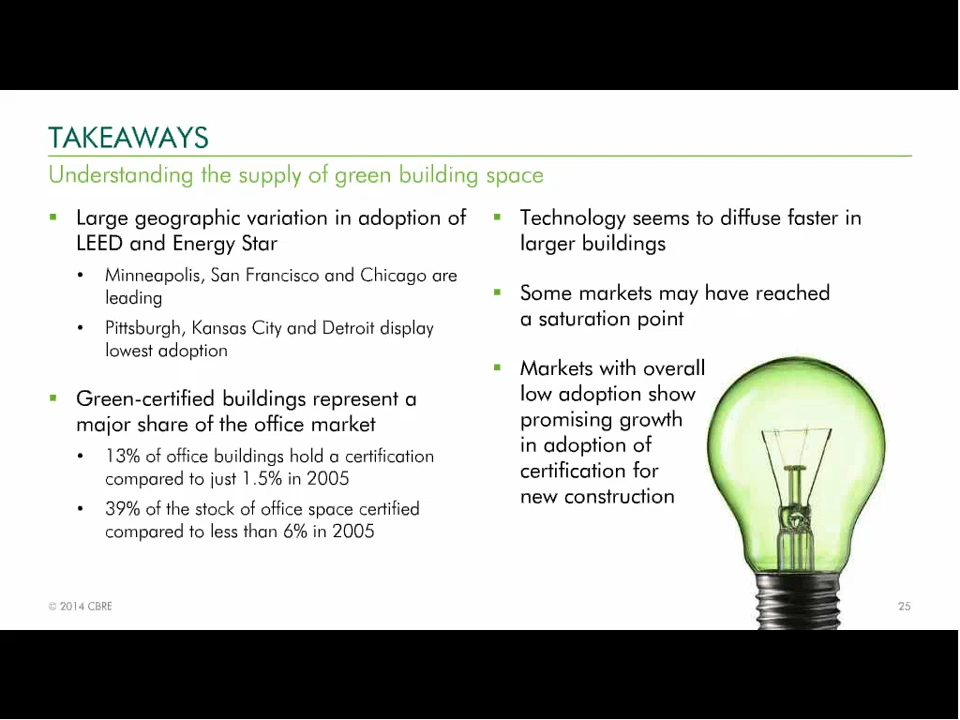 TAKEAWAYS
Understanding the supply of green building space
▪ Large geographic variation in adoption of
LEED and Energy Star
• Minneapolis, San Francisco and Chicago are
leading
• Pittsburgh, Kansas City and Detroit display
lowest adoption
▪ Green-certified buildings represent a
major share of the office market
• 13% of office buildings hold a certification
compared to just 1.5% in 2005
• 39% of the stock of office space certified
compared to less than 6% in 2005
▪ Technology seems to diffuse faster in
larger buildings
▪ Some markets may have reached
a saturation point
▪ Markets with overall
low adoption show
promising growth
in adoption of
certification for
new construction
© 2014 CBRE
25